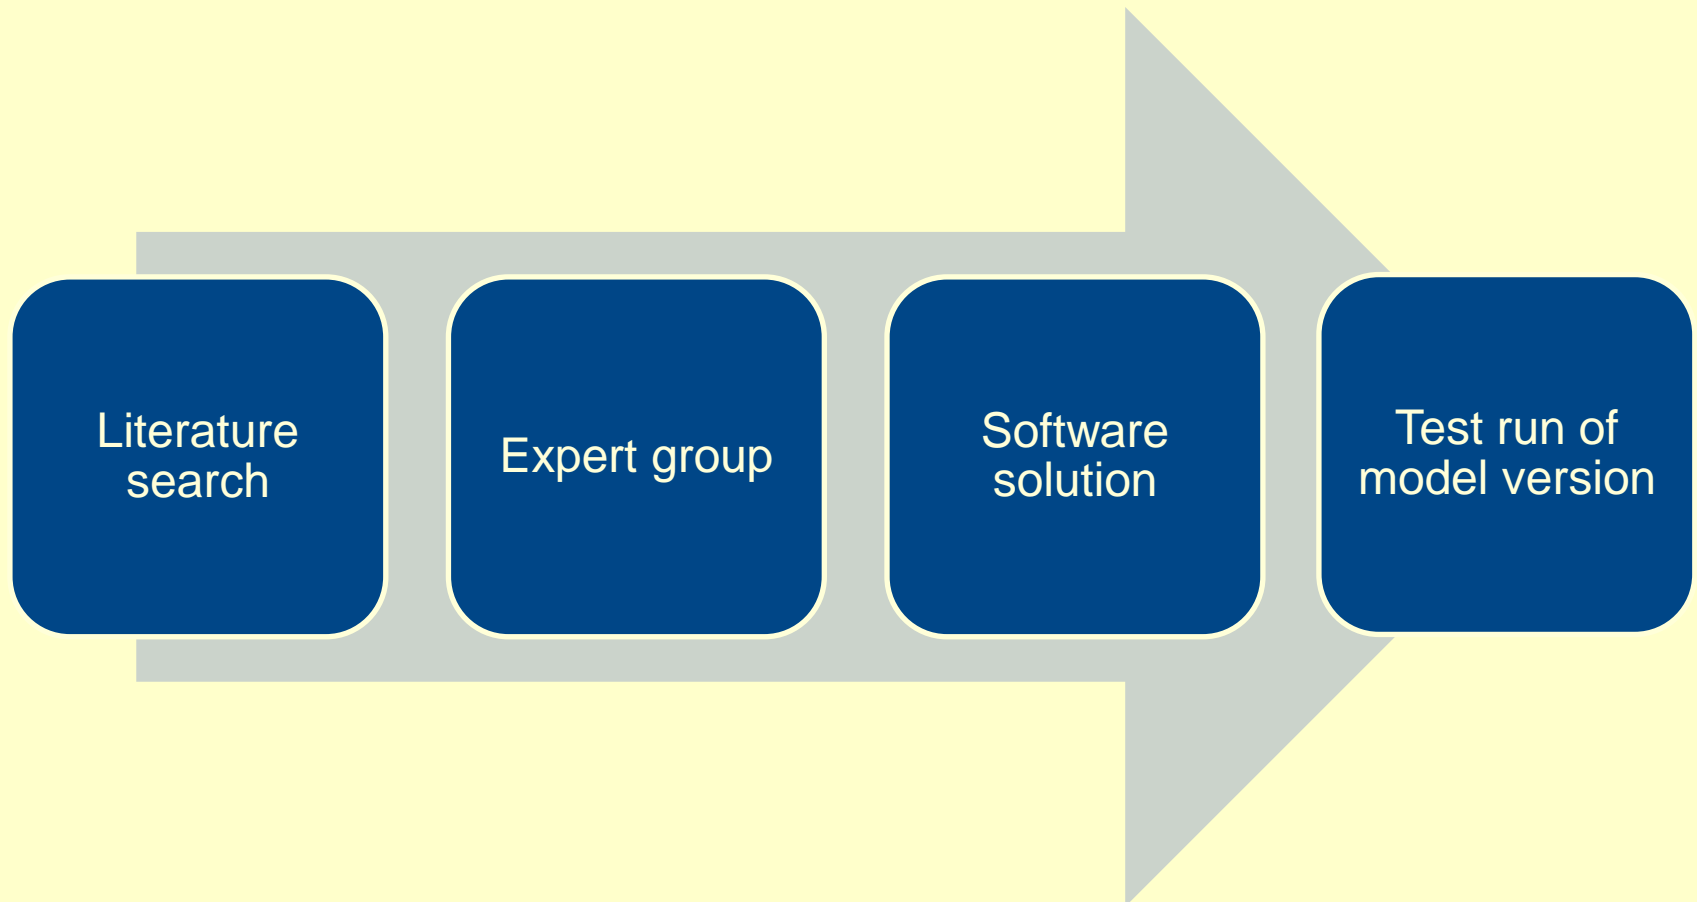 Literature
search
Expert group
Software
solution
Test run of
model version